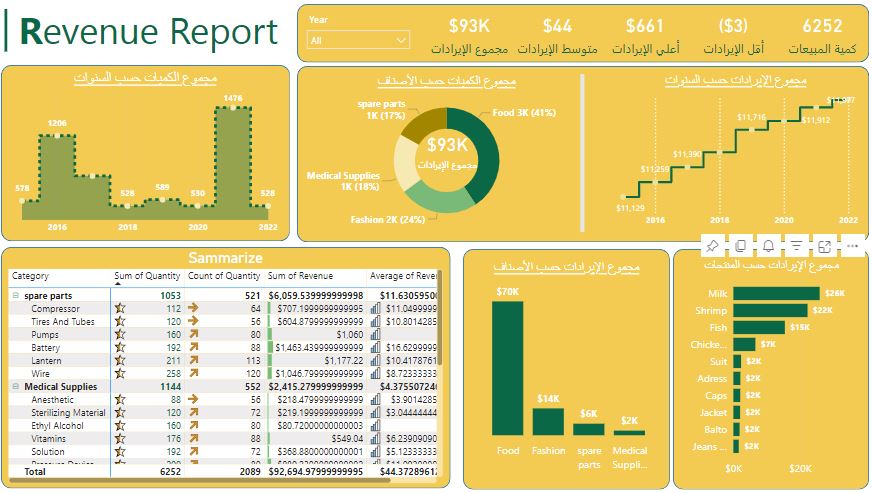 Revenue Report
Year
All
$93K
$44
$661
($3)
6252
مجموع الإيرادات
متوسط الإيرادات
أعلي الإيرادات
أقل الإيرادات
كمية المبيعات
مجموع الكميات حسب السنوات
1476
1206
578
528
589
530
528
2016
2018
2020
2022
مجموع الكميات حسب الأصناف
spare parts
1K (17%)
Food 3K (41%)
$93K
مجموع الإيرادات
Medical Supplies
1K (18%)
Fashion 2K (24%)
مجموع الإيرادات حسب السنوات
$11,716
$11,912
$11,390
$11,259
$11,129
2016
2018
2020
2022
Sammarize
Category Sum of Quantity Count of Quantity Sum of Revenue Average of Reve
spare parts 1053 521 $6,059.539999999998 $11.6305950
Compressor 112 64 $707.1999999999995 $11.0499999
Tires And Tubes 120 56 $604.8799999999999 $10.8014285
Pumps 160 80 $1,060
Battery 192 88 $1,463.439999999999 $16.6299999
Lantern 211 113 $1,177.22 $10.4178761
Wire 258 120 $1,046.799999999999 $8.72333333
Medical Supplies 1144 552 $2,415.279999999999 $4.37550724
Anesthetic 88 56 $218.4799999999999 $3.9014285
Sterilizing Material 120 72 $219.1999999999999 $3.04444444
Ethyl Alcohol 160 80 $80.72000000000003
Vitamins 176 88 $549.04 $6.23909090
Solution 192 72 $368.8800000000001 $5.12333333
Total 6252 2089 $92,694.97999999995 $44.3728961
مجموع الإيرادات حسب الأصناف
$70K
$14K
$6K
$2K
Food
Fashion
spare
parts
Medical
Suppli...
مجموع الإيرادات حسب المنتجات
Milk $26K
Shrimp $22K
Fish $15K
Chicke... $7K
Suit $2K
Adress $2K
Caps $2K
Jacket $2K
Balto $2K
Jeans ... $2K
$0K
$20K